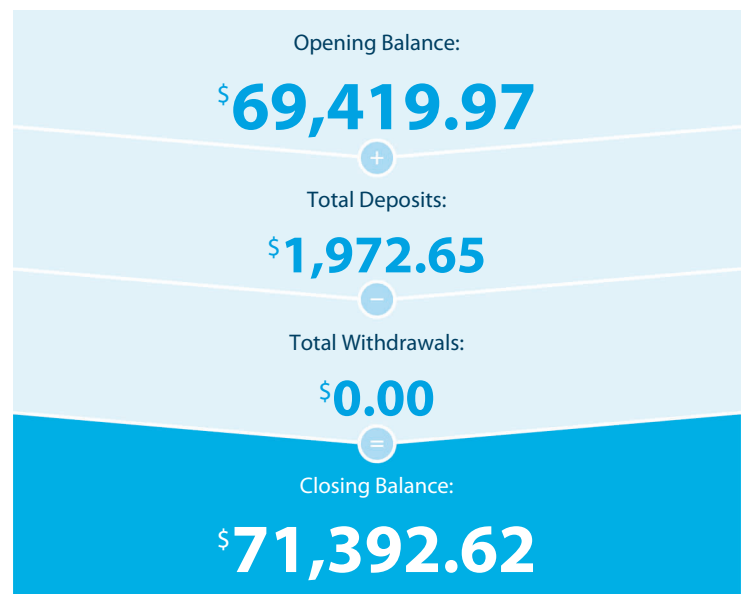 Opening Balance:
$69,419.97
+
Total Deposits:
$1,972.65
−
Total Withdrawals:
$0.00
=
Closing Balance:
$71,392.62